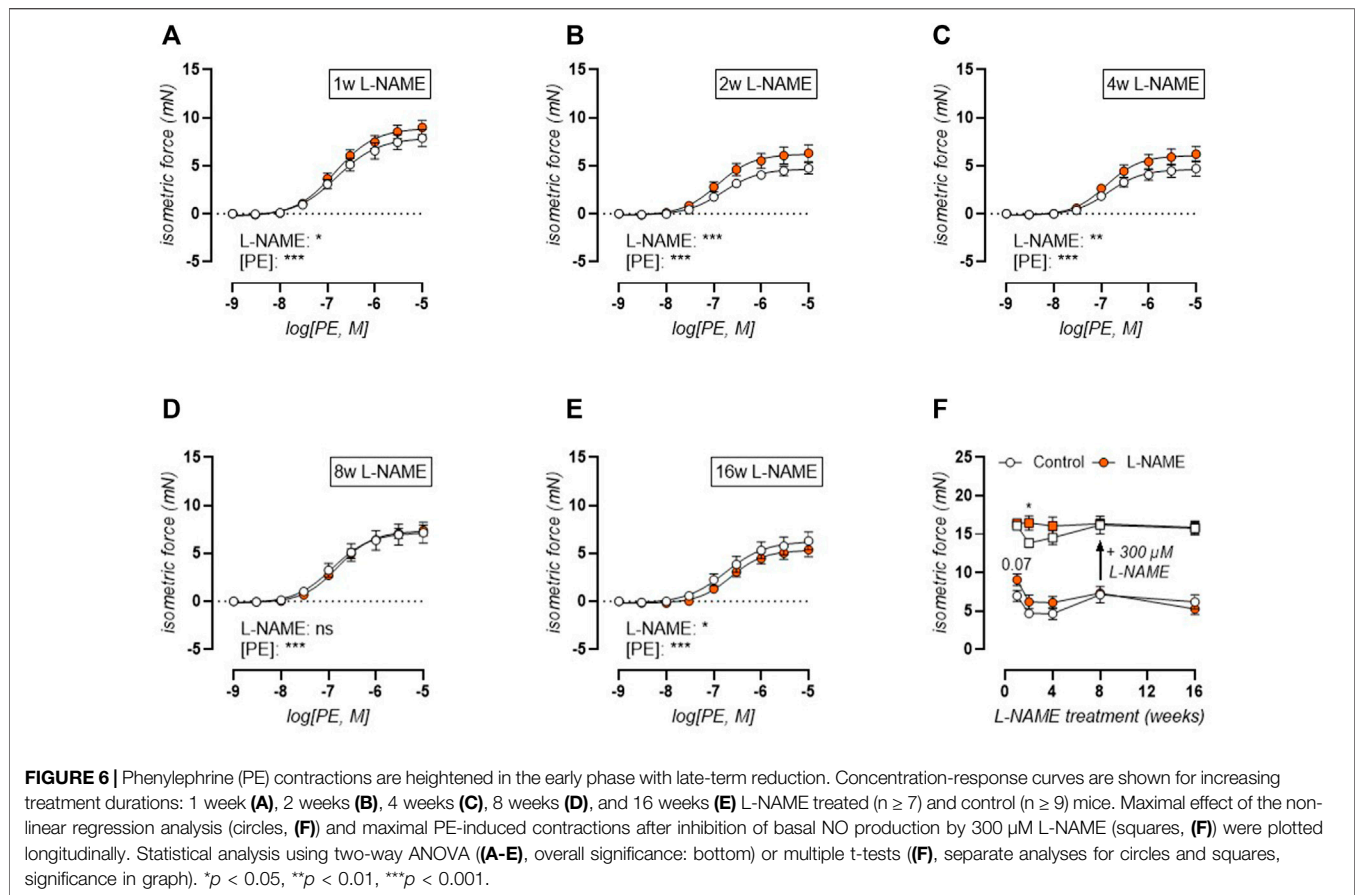 A
15
10
5
0
-5
isometric force (mN)
1w L-NAME
L-NAME: *
[PE]: ***
-9 -8 -7 -6 -5
log[PE, M]
B
15
10
5
0
-5
isometric force (mN)
2w L-NAME
L-NAME: ***
[PE]: ***
-9 -8 -7 -6 -5
log[PE, M]
C
15
10
5
0
-5
isometric force (mN)
4w L-NAME
L-NAME: **
[PE]: ***
-9 -8 -7 -6 -5
log[PE, M]
D
15
10
5
0
-5
isometric force (mN)
8w L-NAME
L-NAME: ns
[PE]: ***
-9 -8 -7 -6 -5
log[PE, M]
E
15
10
5
0
-5
isometric force (mN)
16w L-NAME
L-NAME: *
[PE]: ***
-9 -8 -7 -6 -5
log[PE, M]
F
25
20
15
10
5
0
isometric force (mN)
Control L-NAME
*
0.07
+ 300 µM
L-NAME
0 4 8 12 16
L-NAME treatment (weeks)
FIGURE 6 | Phenylephrine (PE) contractions are heightened in the early phase with late-term reduction. Concentration-response curves are shown for increasing
treatment durations: 1 week (A), 2 weeks (B), 4 weeks (C), 8 weeks (D), and 16 weeks (E) L-NAME treated (n ≥ 7) and control (n ≥ 9) mice. Maximal effect of the non-
linear regression analysis (circles, (F)) and maximal PE-induced contractions after inhibition of basal NO production by 300 µM L-NAME (squares, (F)) were plotted
longitudinally. Statistical analysis using two-way ANOVA ((A-E), overall significance: bottom) or multiple t-tests ((F), separate analyses for circles and squares,
significance in graph). *p < 0.05, **p < 0.01, ***p < 0.001.